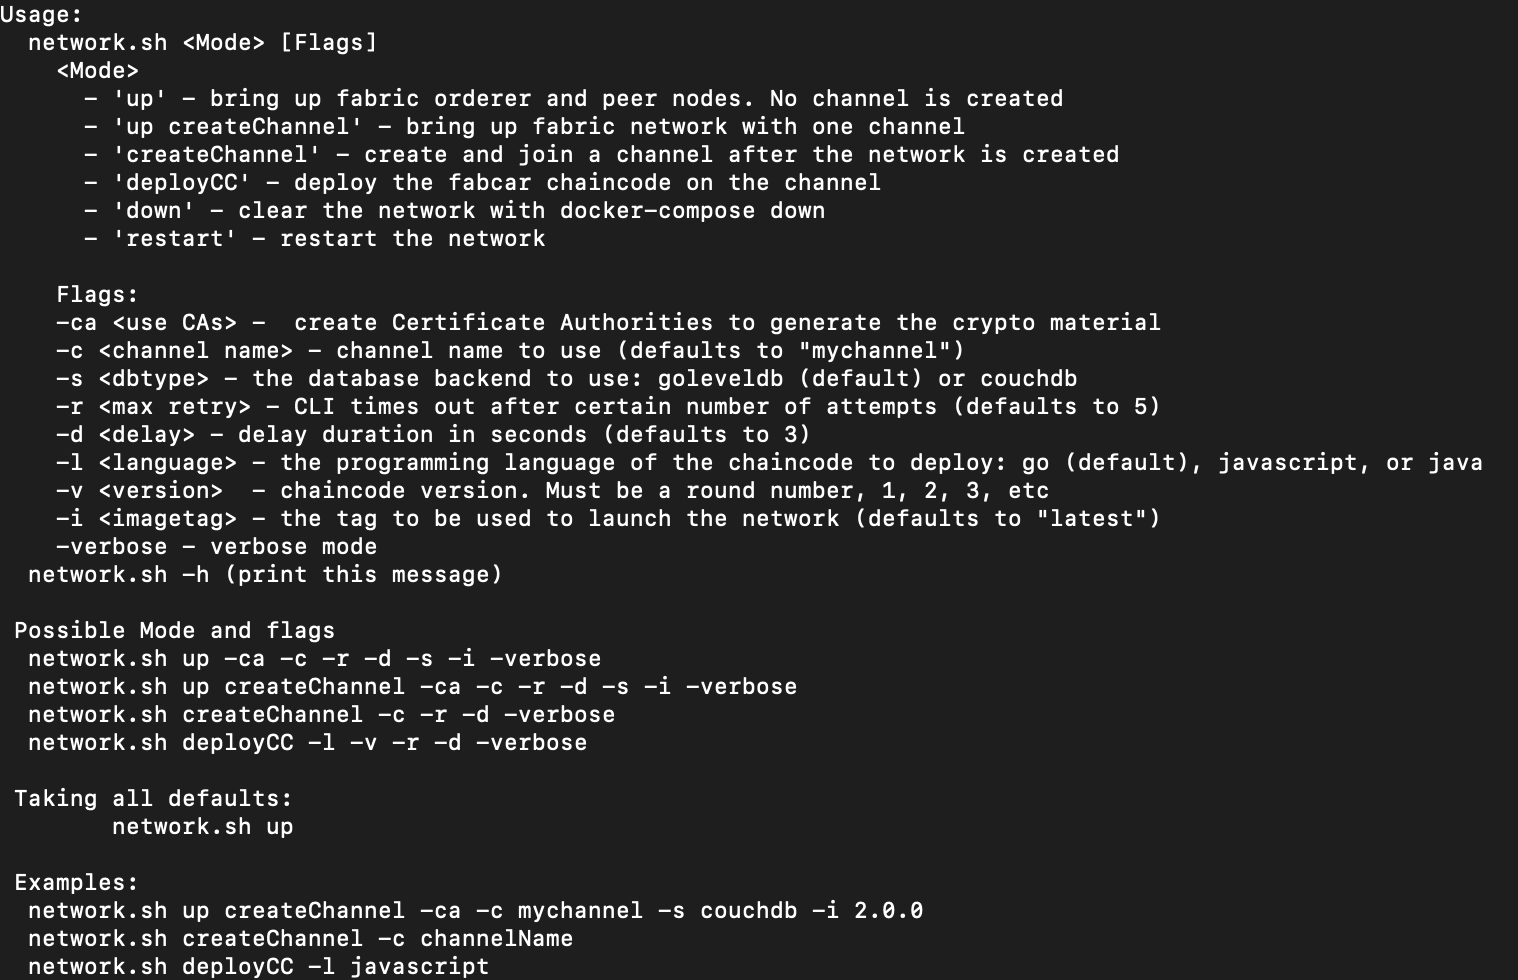 Usage:
  network.sh <Mode> [Flags]
    <Mode>
      - 'up' - bring up fabric orderer and peer nodes. No channel is created
      - 'up createChannel' - bring up fabric network with one channel
      - 'createChannel' - create and join a channel after the network is created
      - 'deployCC' - deploy the fabcar chaincode on the channel
      - 'down' - clear the network with docker-compose down
      - 'restart' - restart the network

    Flags:
    -ca <use CAs> -  create Certificate Authorities to generate the crypto material
    -c <channel name> - channel name to use (defaults to "mychannel")
    -s <dbtype> - the database backend to use: goleveldb (default) or couchdb
    -r <max retry> - CLI times out after certain number of attempts (defaults to 5)
    -d <delay> - delay duration in seconds (defaults to 3)
    -l <language> - the programming language of the chaincode to deploy: go (default), javascript, or java
    -v <version>  - chaincode version. Must be a round number, 1, 2, 3, etc
    -i <imagetag> - the tag to be used to launch the network (defaults to "latest")
    -verbose - verbose mode
  network.sh -h (print this message)

 Possible Mode and flags
  network.sh up -ca -c -r -d -s -i -verbose
  network.sh up createChannel -ca -c -r -d -s -i -verbose
  network.sh createChannel -c -r -d -verbose
  network.sh deployCC -l -v -r -d -verbose

 Taking all defaults:
        network.sh up

 Examples:
  network.sh up createChannel -ca -c mychannel -s couchdb -i 2.0.0
  network.sh createChannel -c channelName
  network.sh deployCC -l javascript